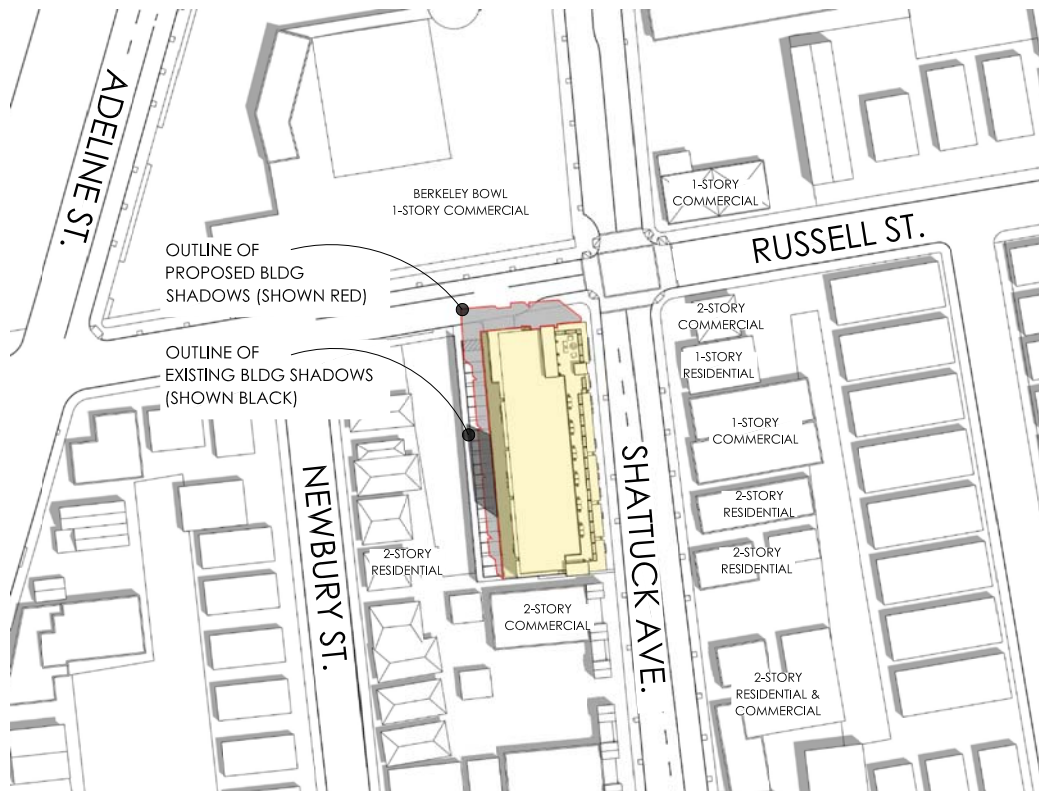 ADELINE ST.
BERKELEY BOWL
1-STORY COMMERCIAL
1-STORY
COMMERCIAL
RUSSELL ST.
OUTLINE OF
PROPOSED BLDG
SHADOWS (SHOWN RED)
OUTLINE OF
EXISTING BLDG SHADOWS
(SHOWN BLACK)
2-STORY
COMMERCIAL
1-STORY
RESIDENTIAL
1-STORY
COMMERCIAL
2-STORY
RESIDENTIAL
2-STORY
RESIDENTIAL
NEWBURY ST.
2-STORY
RESIDENTIAL
SHATTUCK AVE.
2-STORY
COMMERCIAL
2-STORY
RESIDENTIAL &
COMMERCIAL